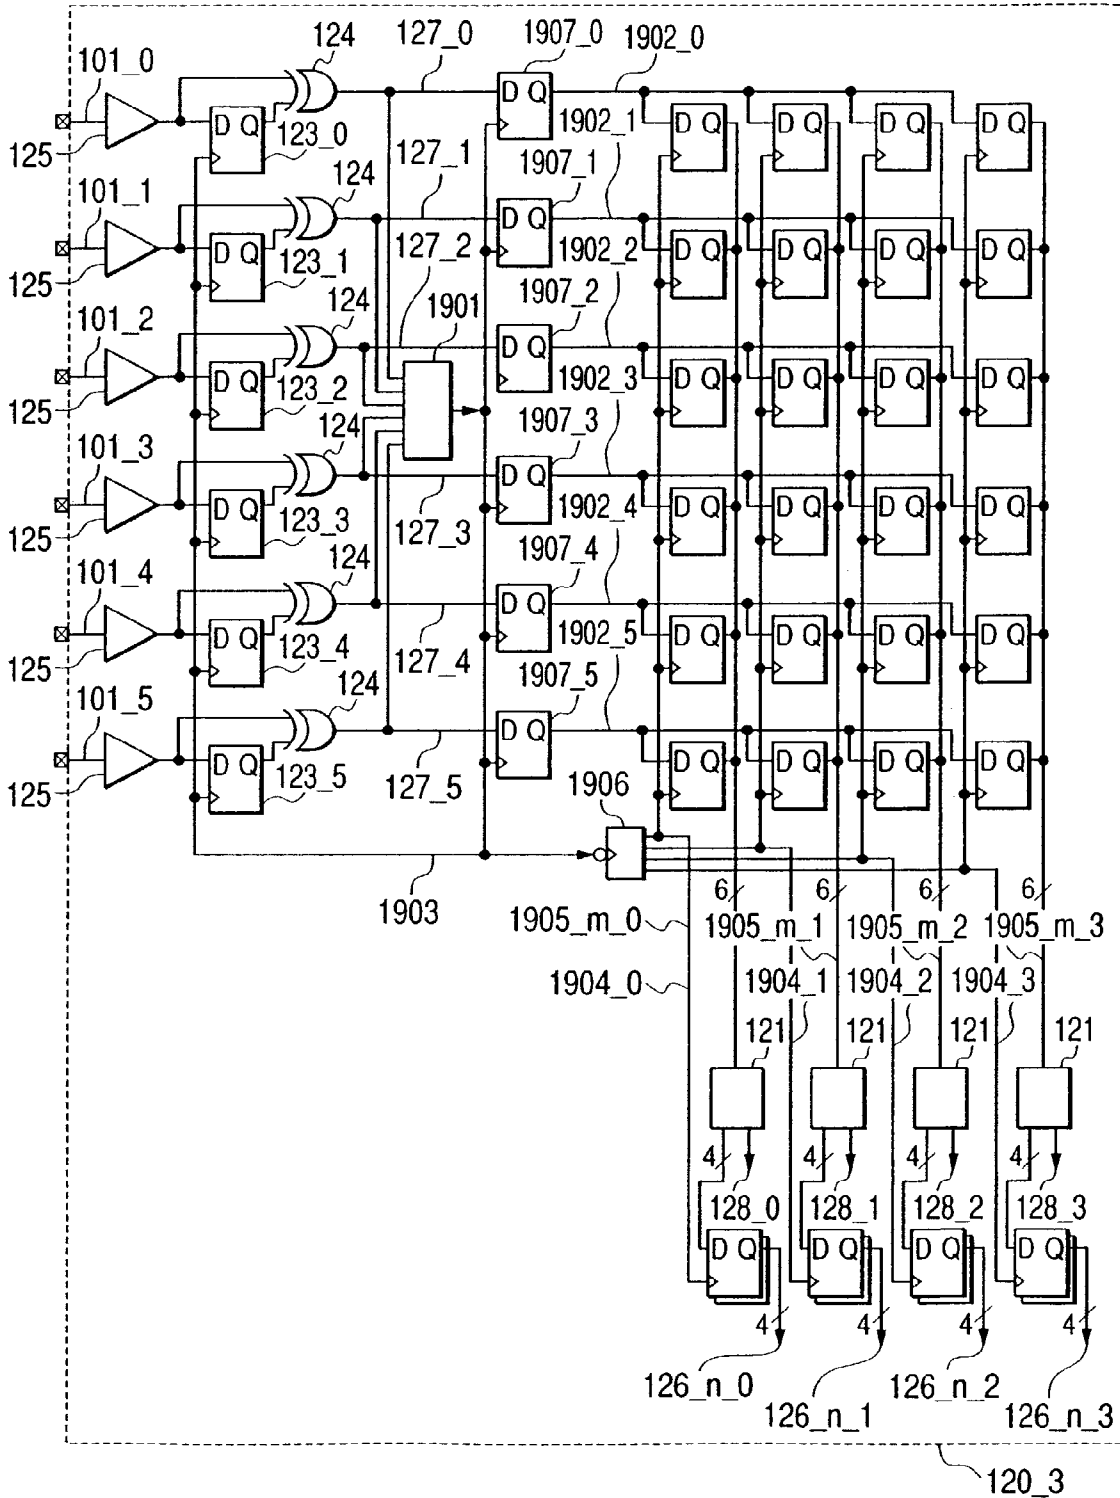 124 127_0 1907_0 1902_0
101_0
D Q
D Q 1902_1 D Q D Q D Q D Q
125 123_0
124 127_1 1907_1
101_1
D Q
127_2 1902_2
D Q D Q D Q D Q D Q
125 123_1
124 1901 1907_2
101_2
D Q
1902_3
D Q D Q D Q D Q D Q
125 123_2
124 1907_3
101_3
D Q
1902_4
D Q D Q D Q D Q D Q
125 123_3 127_3
124 1907_4
101_4
D Q
1902_5
D Q D Q D Q D Q D Q
125 123_4 127_4
124 1907_5
101_5
D Q
D Q D Q D Q D Q D Q
125 123_5 127_5 1906
1903
6 6 6 6
1905_m_0 1905_m_1 1905_m_2 1905_m_3
1904_0 1904_1 1904_2 1904_3
121 121 121 121
4 4 4 4
128_0 128_1 128_2 128_3
D Q D Q D Q D Q
4 4 4 4
126_n_0 126_n_2
126_n_1 126_n_3
120_3